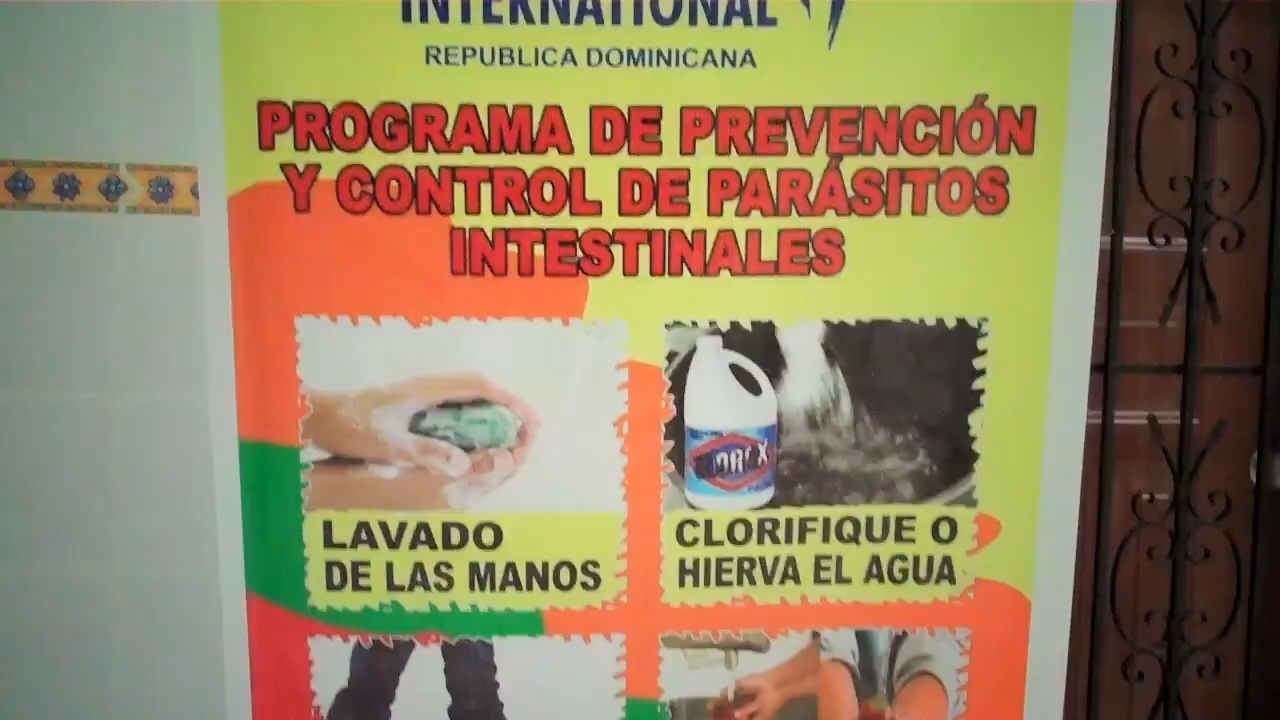 INTERNATIONAL
REPUBLICA DOMINICANA
PROGRAMA DE PREVENCIÓN
Y CONTROL DE PARÁSITOS
INTESTINALES
LAVADO
DE LAS MANOS
CLORIFIQUE O
HIERVA EL AGUA